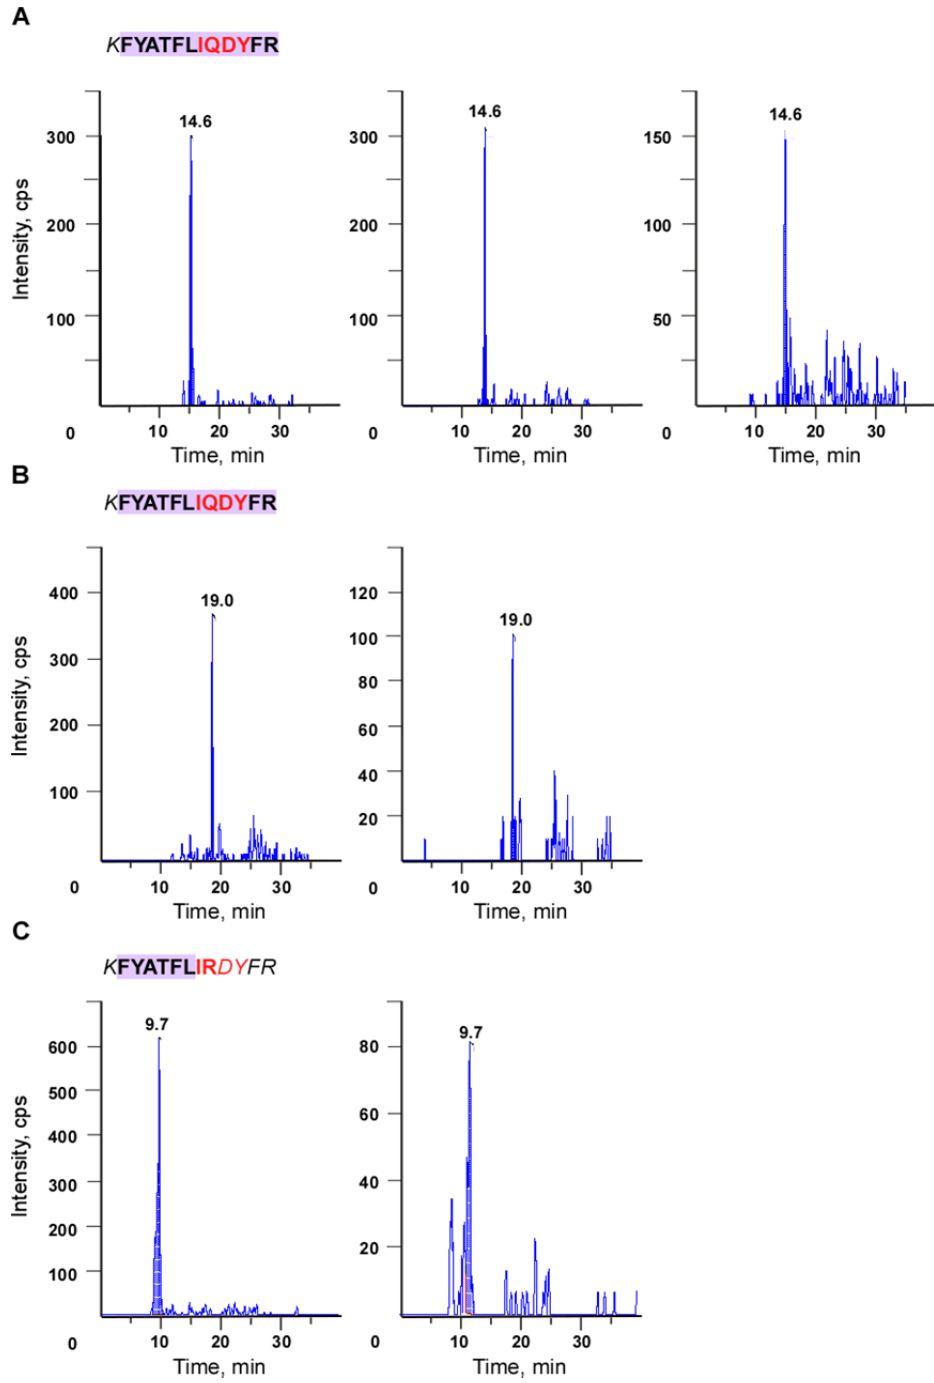 A
KFYATFLIQDYFR
14.6 14.6 14.6
300 300 150
200 200 100
100 100 50
0 0 0
10 20 30 10 20 30 10 20 30
Intensity, cps
Time, min Time, min Time, min
B
KFYATFLIQDYFR
19.0 19.0
400 120
300 100
200 80
100 60
40
20
0 0
10 20 30 10 20 30
Intensity, cps
Time, min Time, min
C
KFYATFLIRDYFR
9.7 9.7
600 80
500 60
400 40
300 20
200
100
0 0
10 20 30 10 20 30
Intensity, cps
Time, min Time, min